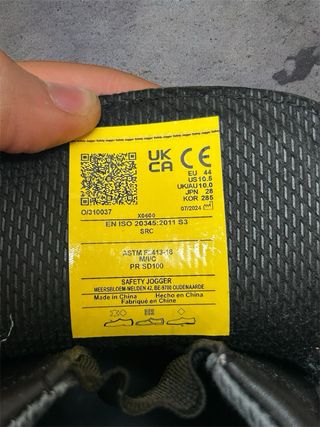 UK CA CE
EU 44
US 10.5
UK/AU 10.0
JPN 28
KOR 285
07/2024
O/310037
X0600
EN ISO 20345:2011 S3
SRC
ASTM F2413-18
M/I/C
PR SD100
SAFETY JOGGER
MEERSBLOEM-MELDEN 42, BE-9700 OUDENAARDE
Made in China Hecho en China
Fabriqué en Chine